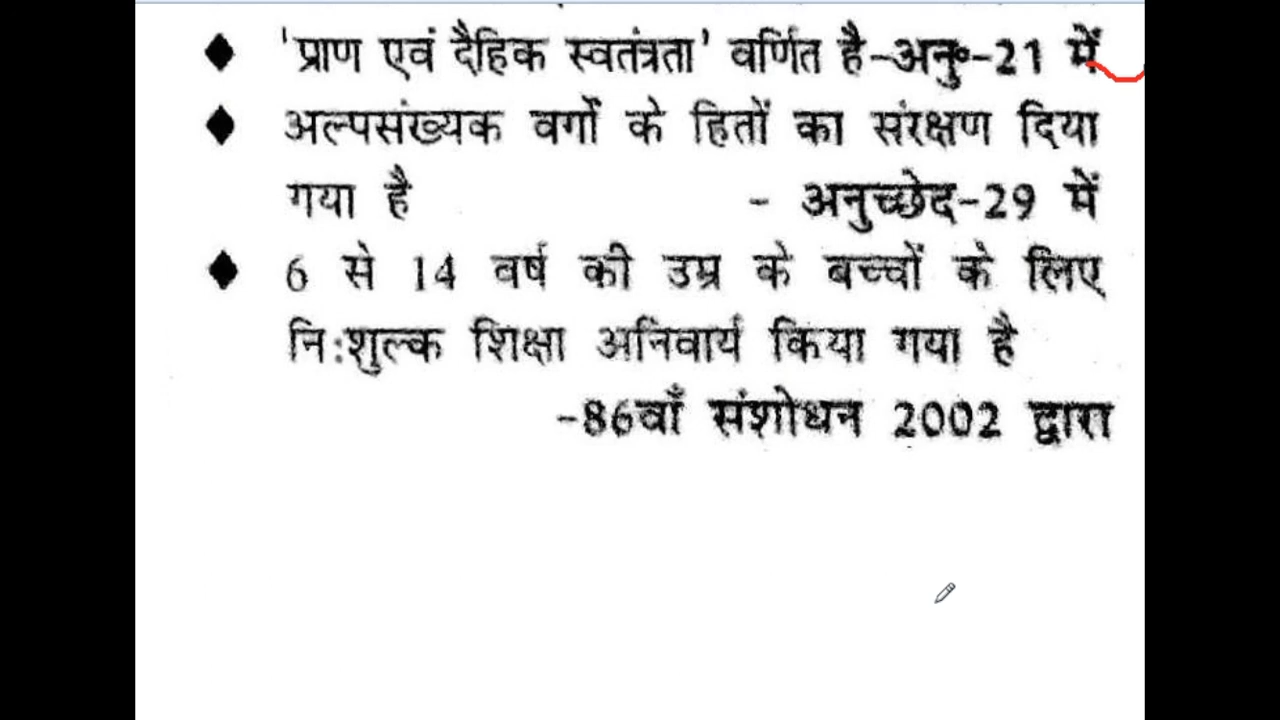 ♦ 'प्राण एवं दैहिक स्वतंत्रता' वर्णित है-अनु॰-21 में
♦ अल्पसंख्यक वर्गों के हितों का संरक्षण दिया
गया है - अनुच्छेद-29 में
♦ 6 से 14 वर्ष की उम्र के बच्चों के लिए
नि:शुल्क शिक्षा अनिवार्य किया गया है
-86वाँ संशोधन 2002 द्वारा